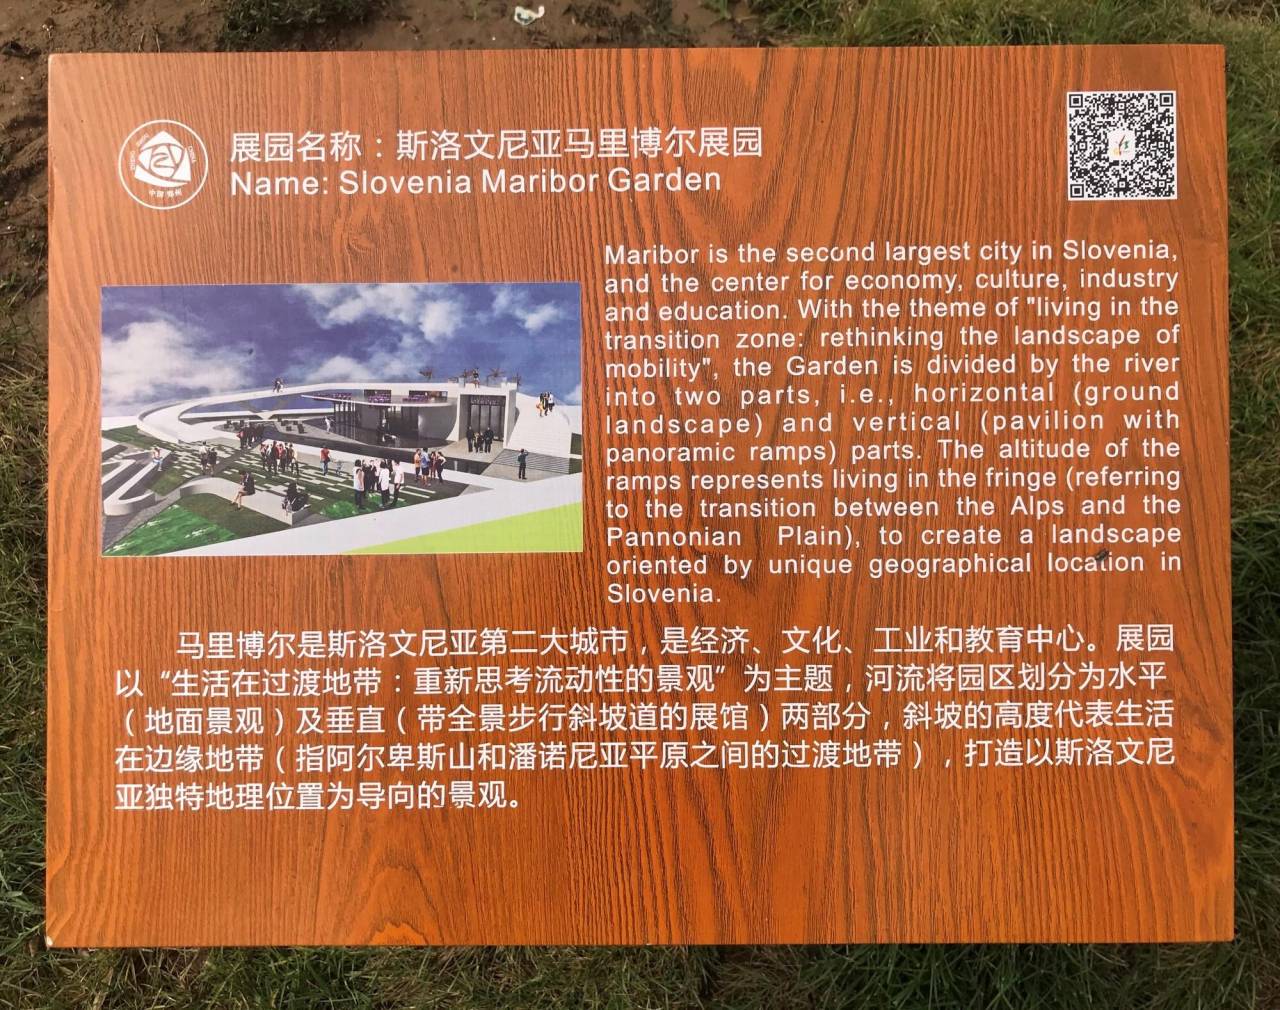 展园名称：斯洛文尼亚马里博尔展园
Name: Slovenia Maribor Garden
Maribor is the second largest city in Slovenia,
and the center for economy, culture, industry
and education. With the theme of "living in the
transition zone: rethinking the landscape of
mobility", the Garden is divided by the river
into two parts, i.e., horizontal (ground
landscape) and vertical (pavilion with
panoramic ramps) parts. The altitude of the
ramps represents living in the fringe (referring
to the transition between the Alps and the
Pannonian Plain), to create a landscape
oriented by unique geographical location in
Slovenia.
马里博尔是斯洛文尼亚第二大城市，是经济、文化、工业和教育中心。展园
以“生活在过渡地带：重新思考流动性的景观”为主题，河流将园区划分为水平
（地面景观）及垂直（带全景步行斜坡道的展馆）两部分，斜坡的高度代表生活
在边缘地带（指阿尔卑斯山和潘诺尼亚平原之间的过渡地带），打造以斯洛文尼
亚独特地理位置为导向的景观。
中国 郑州